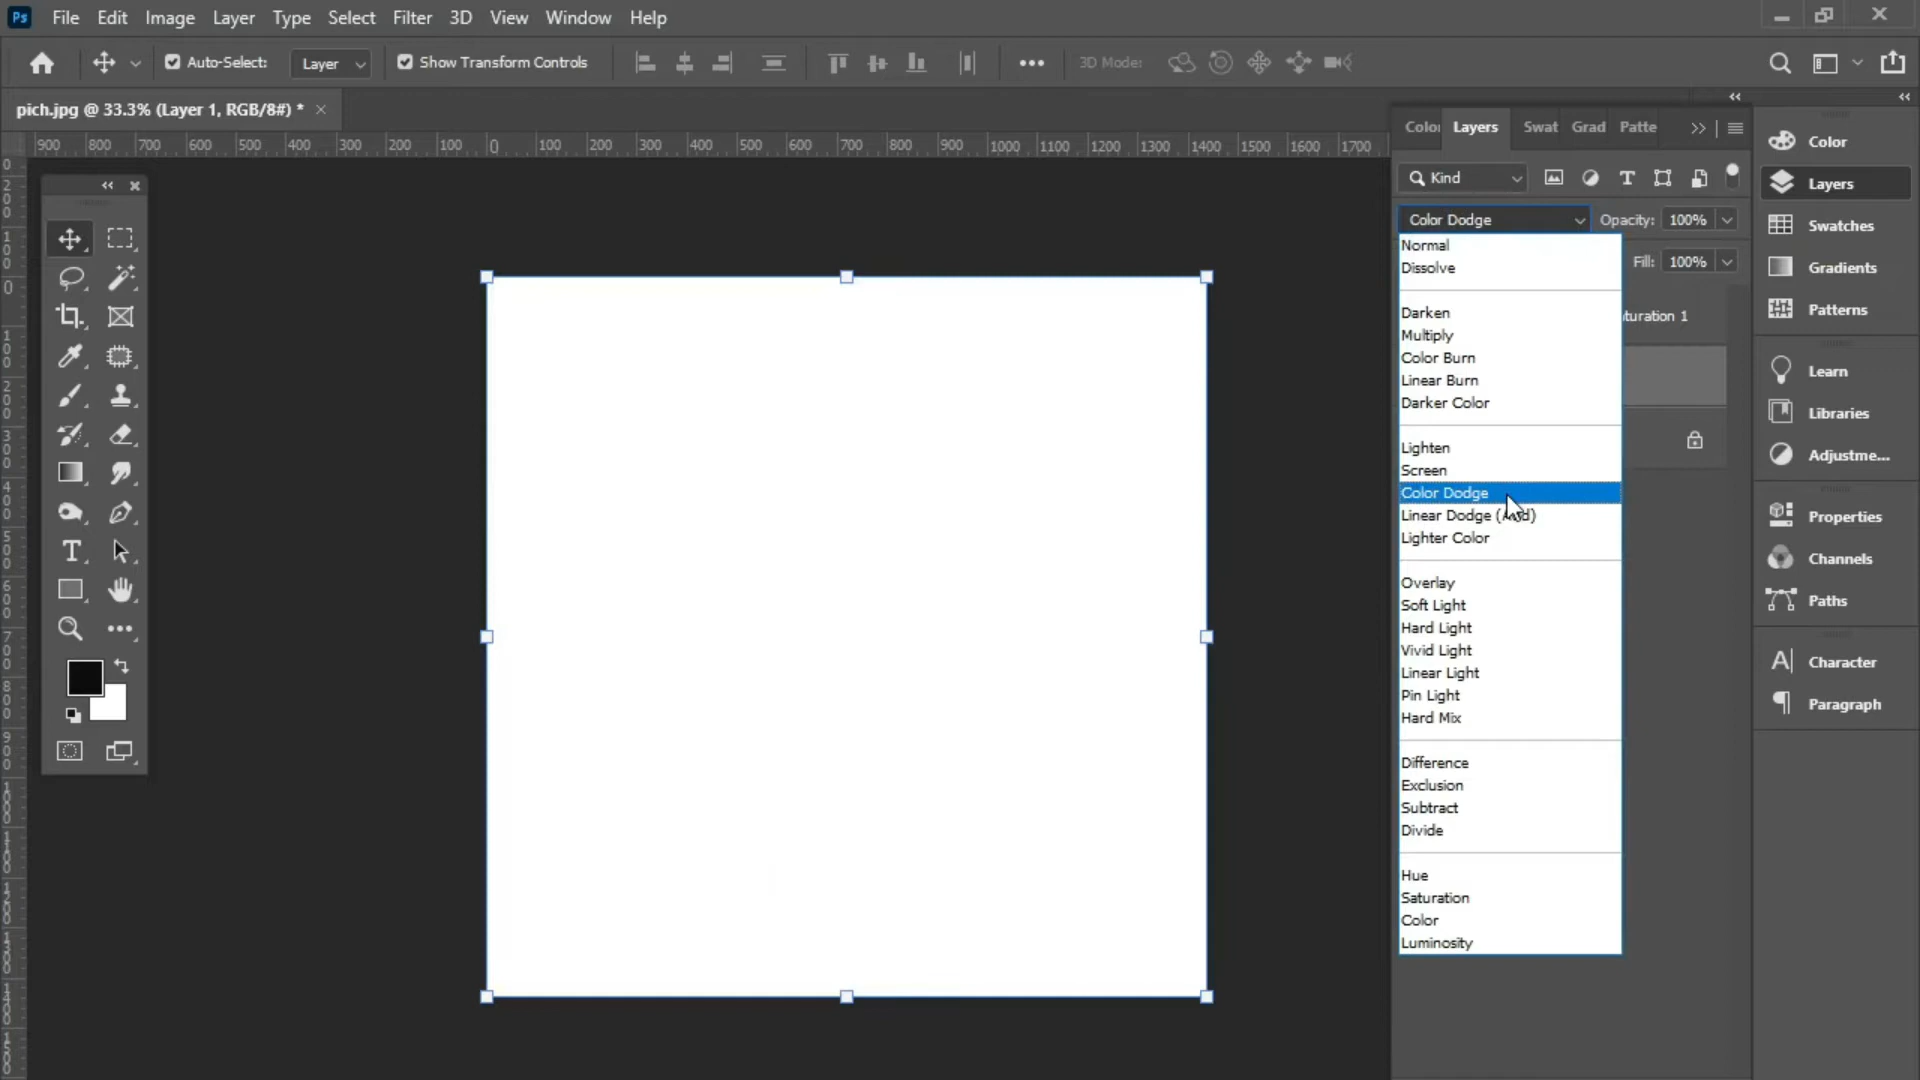 Ps File Edit Image Layer Type Select Filter 3D View Window Help
Auto-Select: Layer Show Transform Controls 3D Mode:
pich.jpg @ 33.3% (Layer 1, RGB/8#) *
900 800 700 600 500 400 300 200 100 0 100 200 300 400 500 600 700 800 900 1000 1100 1200 1300 1400 1500 1600 1700
Color Layers Swat Grad Patte
Kind
Color Dodge Opacity: 100%
Fill: 100%
Normal
Dissolve
Darken
Multiply
Color Burn
Linear Burn
Darker Color
Lighten
Screen
Color Dodge
Linear Dodge (Add)
Lighter Color
Overlay
Soft Light
Hard Light
Vivid Light
Linear Light
Pin Light
Hard Mix
Difference
Exclusion
Subtract
Divide
Hue
Saturation
Color
Luminosity
turation 1
Color
Layers
Swatches
Gradients
Patterns
Learn
Libraries
Adjustme...
Properties
Channels
Paths
Character
Paragraph